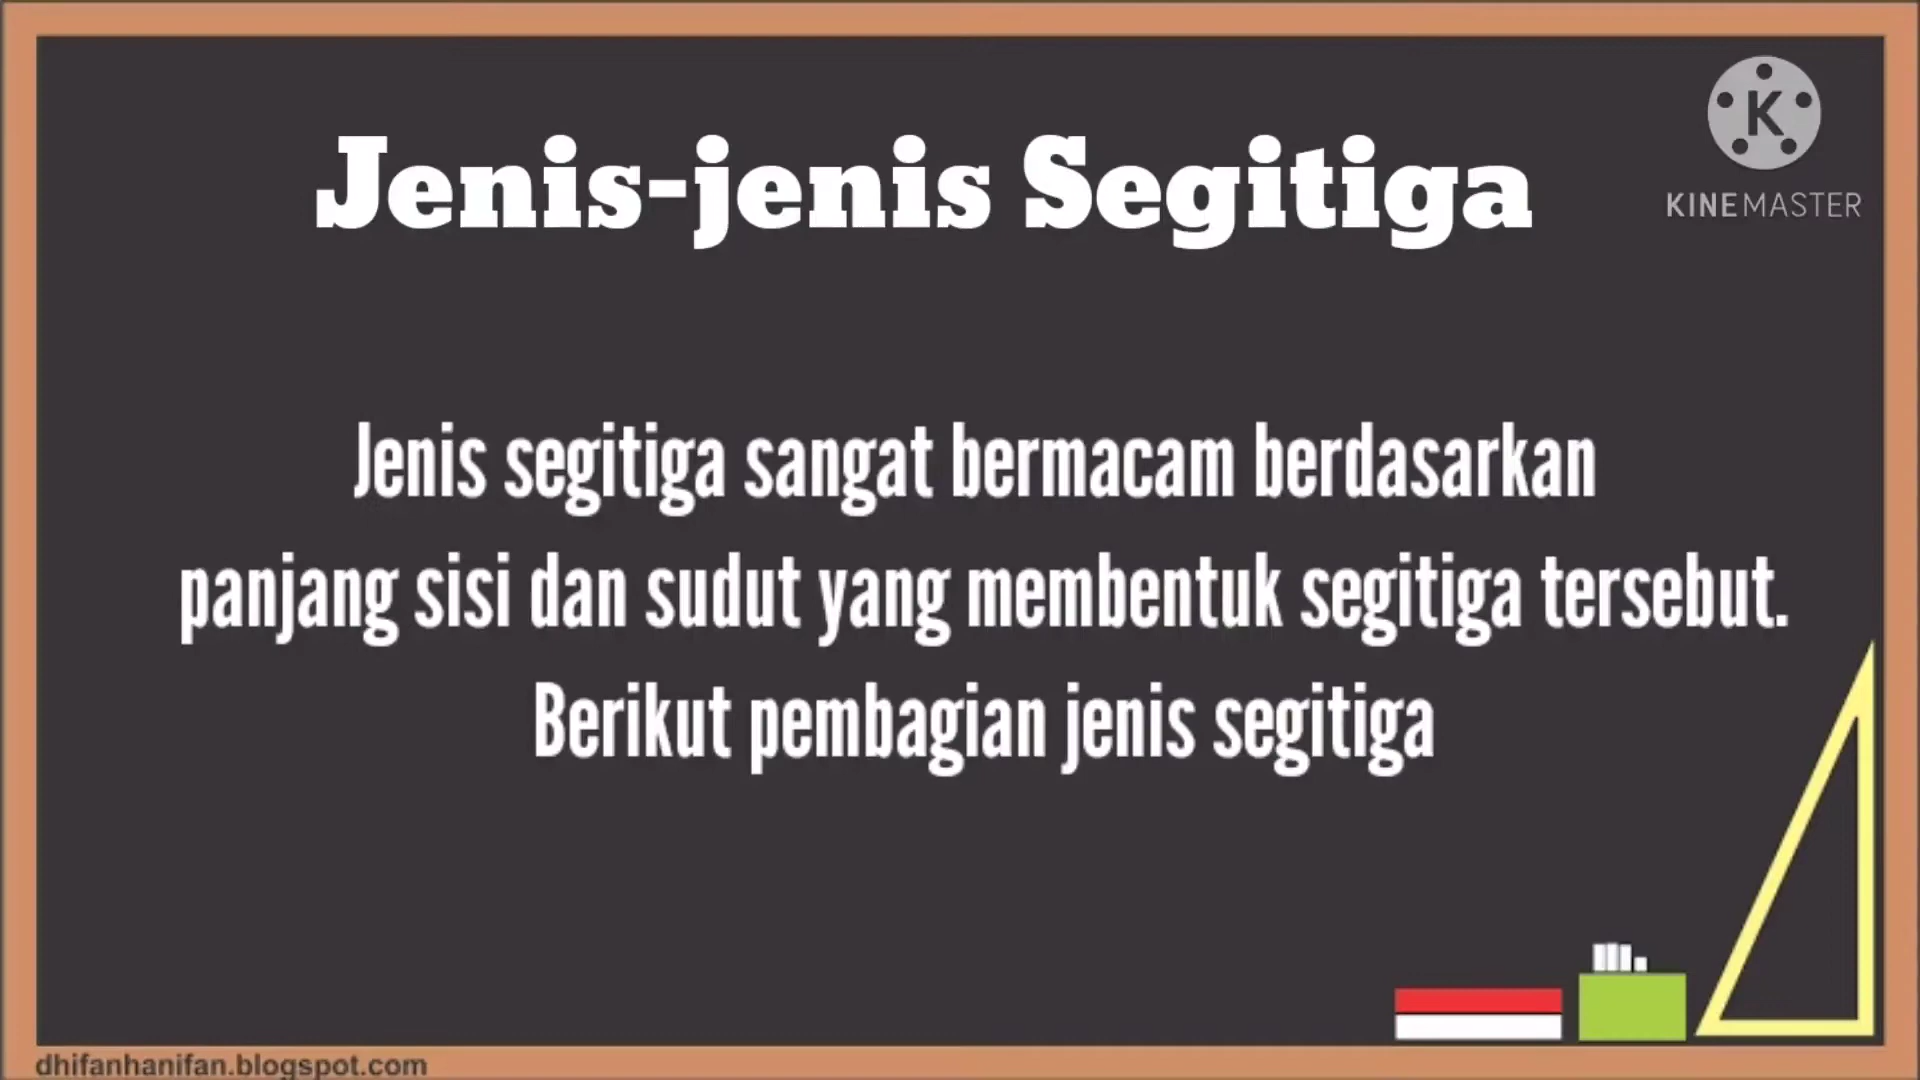 Jenis-jenis Segitiga
K
KINEMASTER
Jenis segitiga sangat bermacam berdasarkan
panjang sisi dan sudut yang membentuk segitiga tersebut.
Berikut pembagian jenis segitiga
dhifanhanifan.blogspot.com